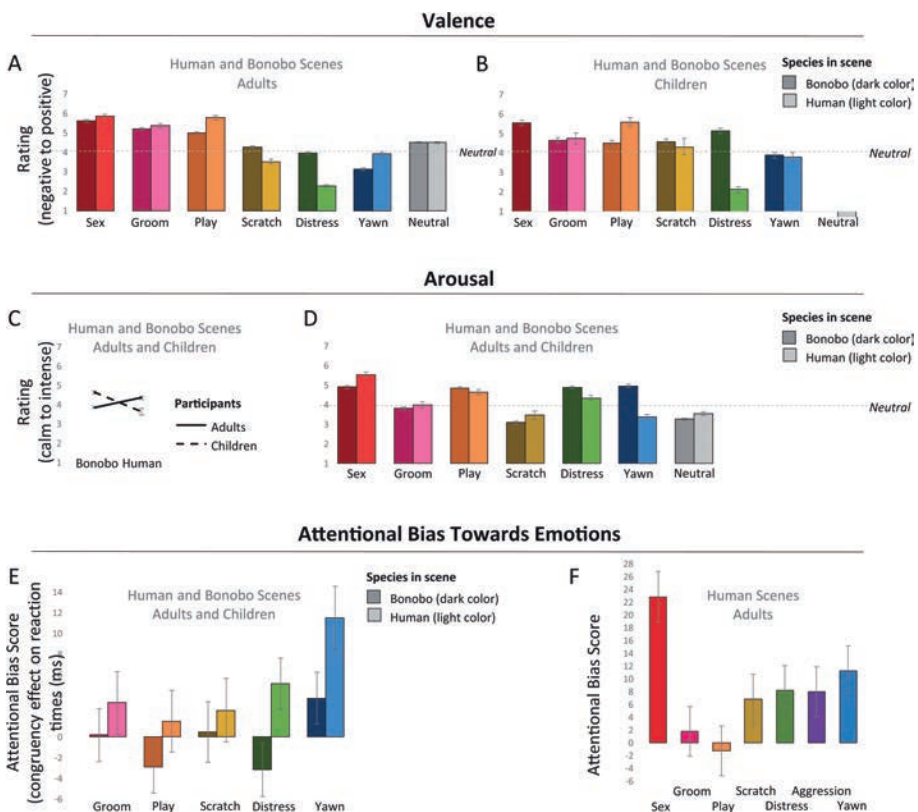 Valence
A
Human and Bonobo Scenes
Adults
Rating
(negative to positive)
7
6
5
4
3
2
1
Neutral
Sex Groom Play Scratch Distress Yawn Neutral
B
Human and Bonobo Scenes
Children
Species in scene
Bonobo (dark color)
Human (light color)
7
6
5
4
3
2
1
Neutral
Sex Groom Play Scratch Distress Yawn Neutral
Arousal
C
Human and Bonobo Scenes
Adults and Children
Rating
(calm to intense)
7
6
5
4
3
2
1
Bonobo Human
Participants
Adults
Children
D
Human and Bonobo Scenes
Adults and Children
Species in scene
Bonobo (dark color)
Human (light color)
7
6
5
4
3
2
1
Neutral
Sex Groom Play Scratch Distress Yawn Neutral
Attentional Bias Towards Emotions
E
Human and Bonobo Scenes
Adults and Children
Species in scene
Bonobo (dark color)
Human (light color)
Attentional Bias Score
(congruency effect on reaction
times (ms)
14
12
10
8
6
4
2
0
-2
-4
-6
Groom Play Scratch Distress Yawn
F
Human Scenes
Adults
Attentional Bias Score
28
26
24
22
20
18
16
14
12
10
8
6
4
2
0
-2
-4
-6
Groom Scratch Aggression
Sex Play Distress Yawn